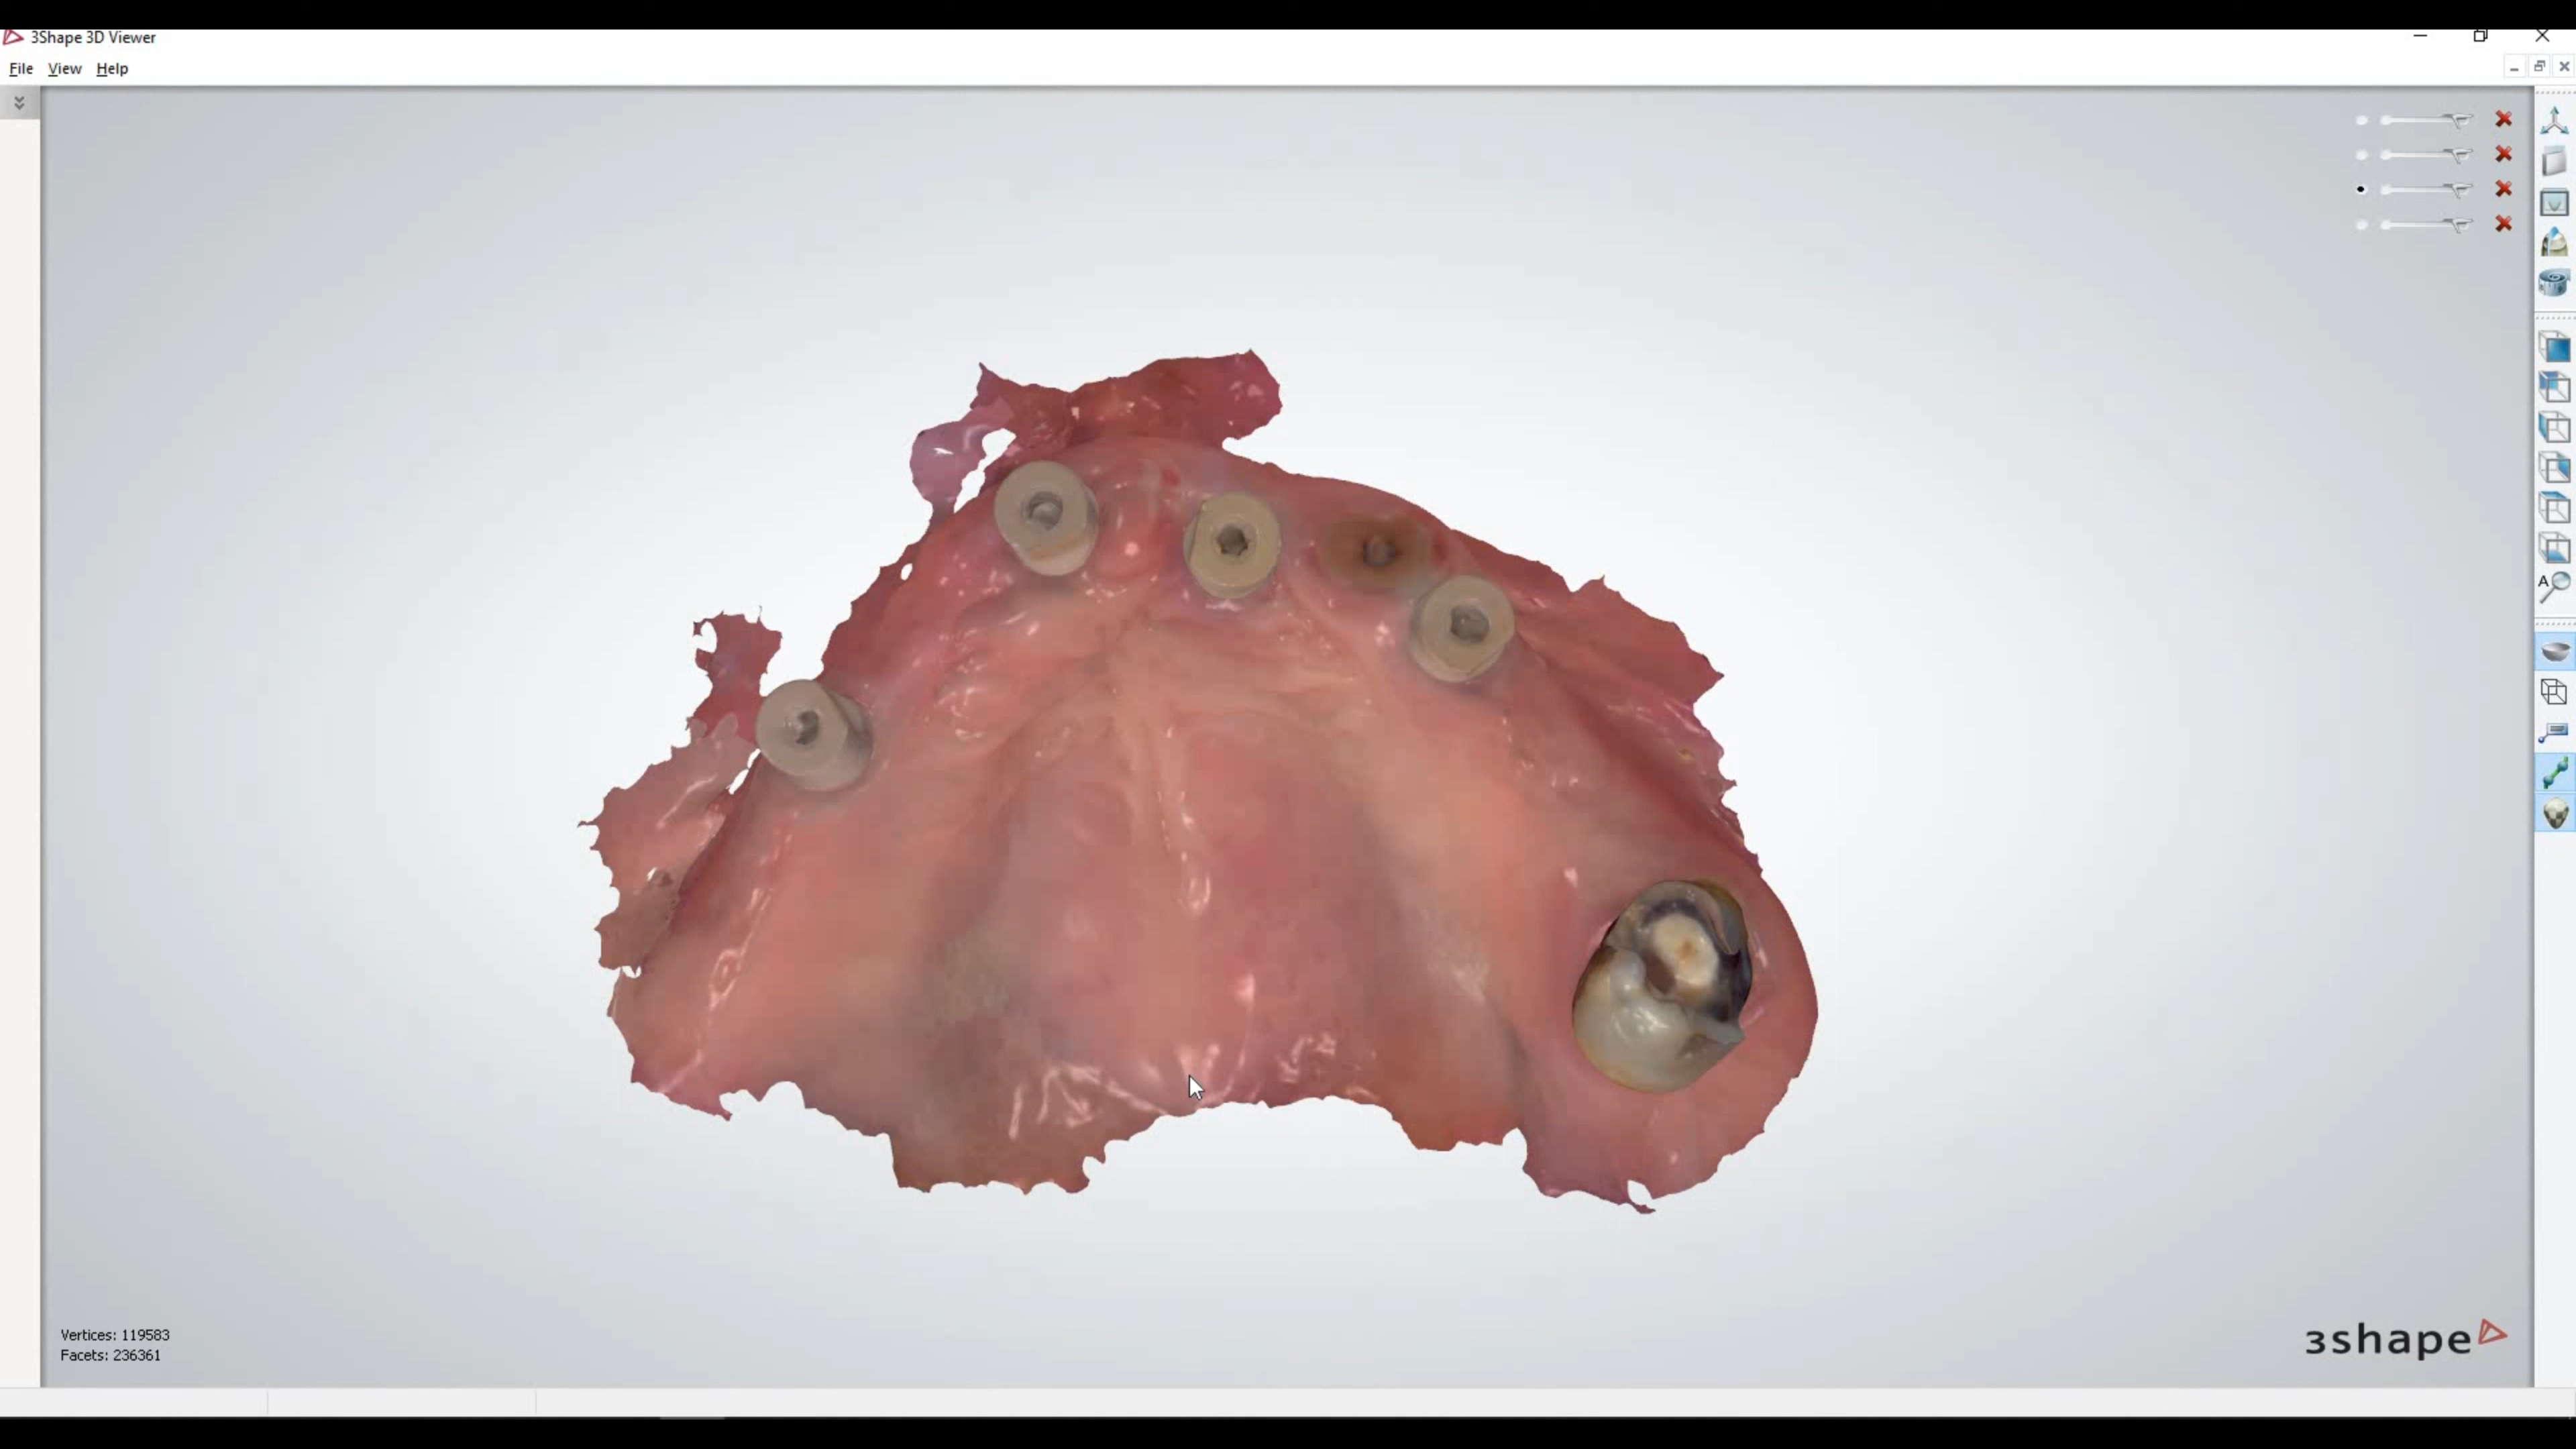 3Shape 3D Viewer
File View Help
A
Vertices: 119583
Facets: 236361
3shape